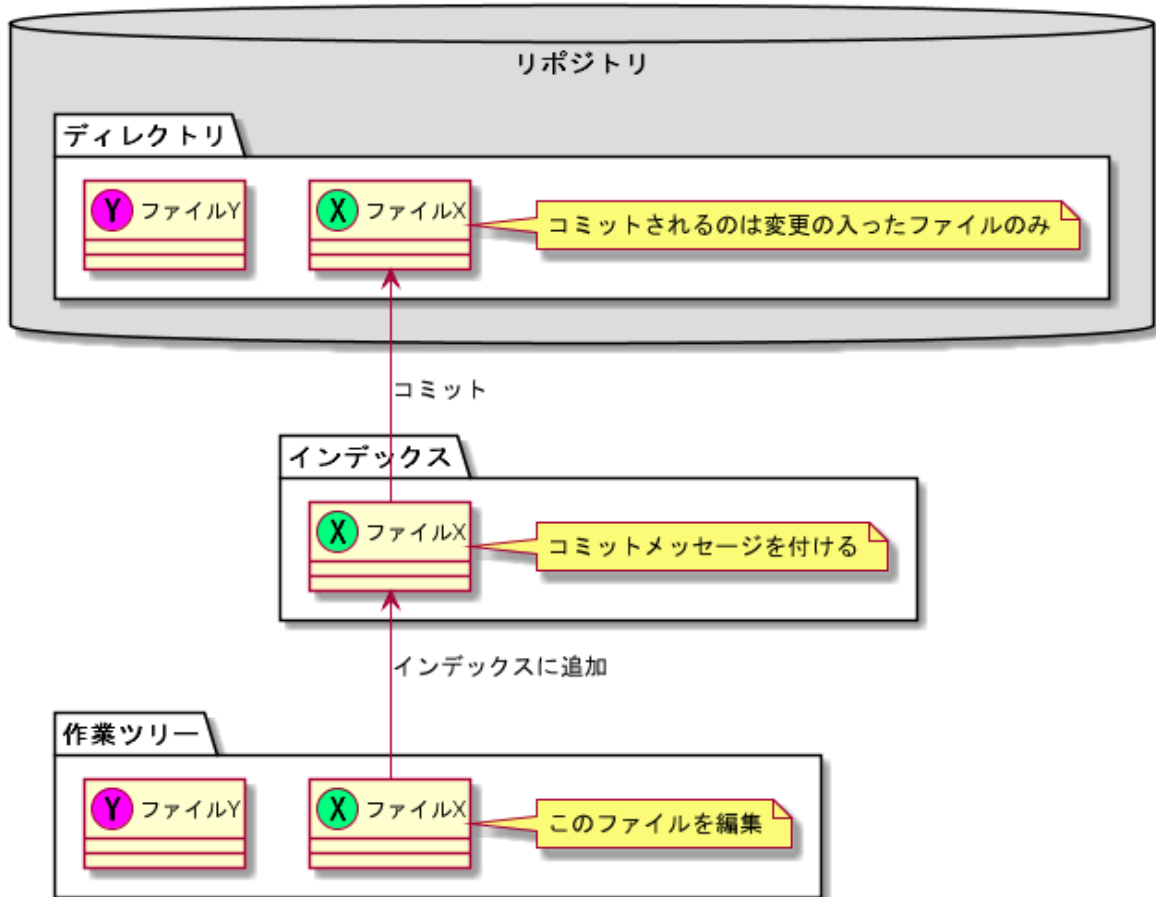 リポジトリ
ディレクトリ
Y ファイルY
X ファイルX
コミットされるのは変更の入ったファイルのみ
コミット
インデックス
X ファイルX
コミットメッセージを付ける
インデックスに追加
作業ツリー
Y ファイルY
X ファイルX
このファイルを編集